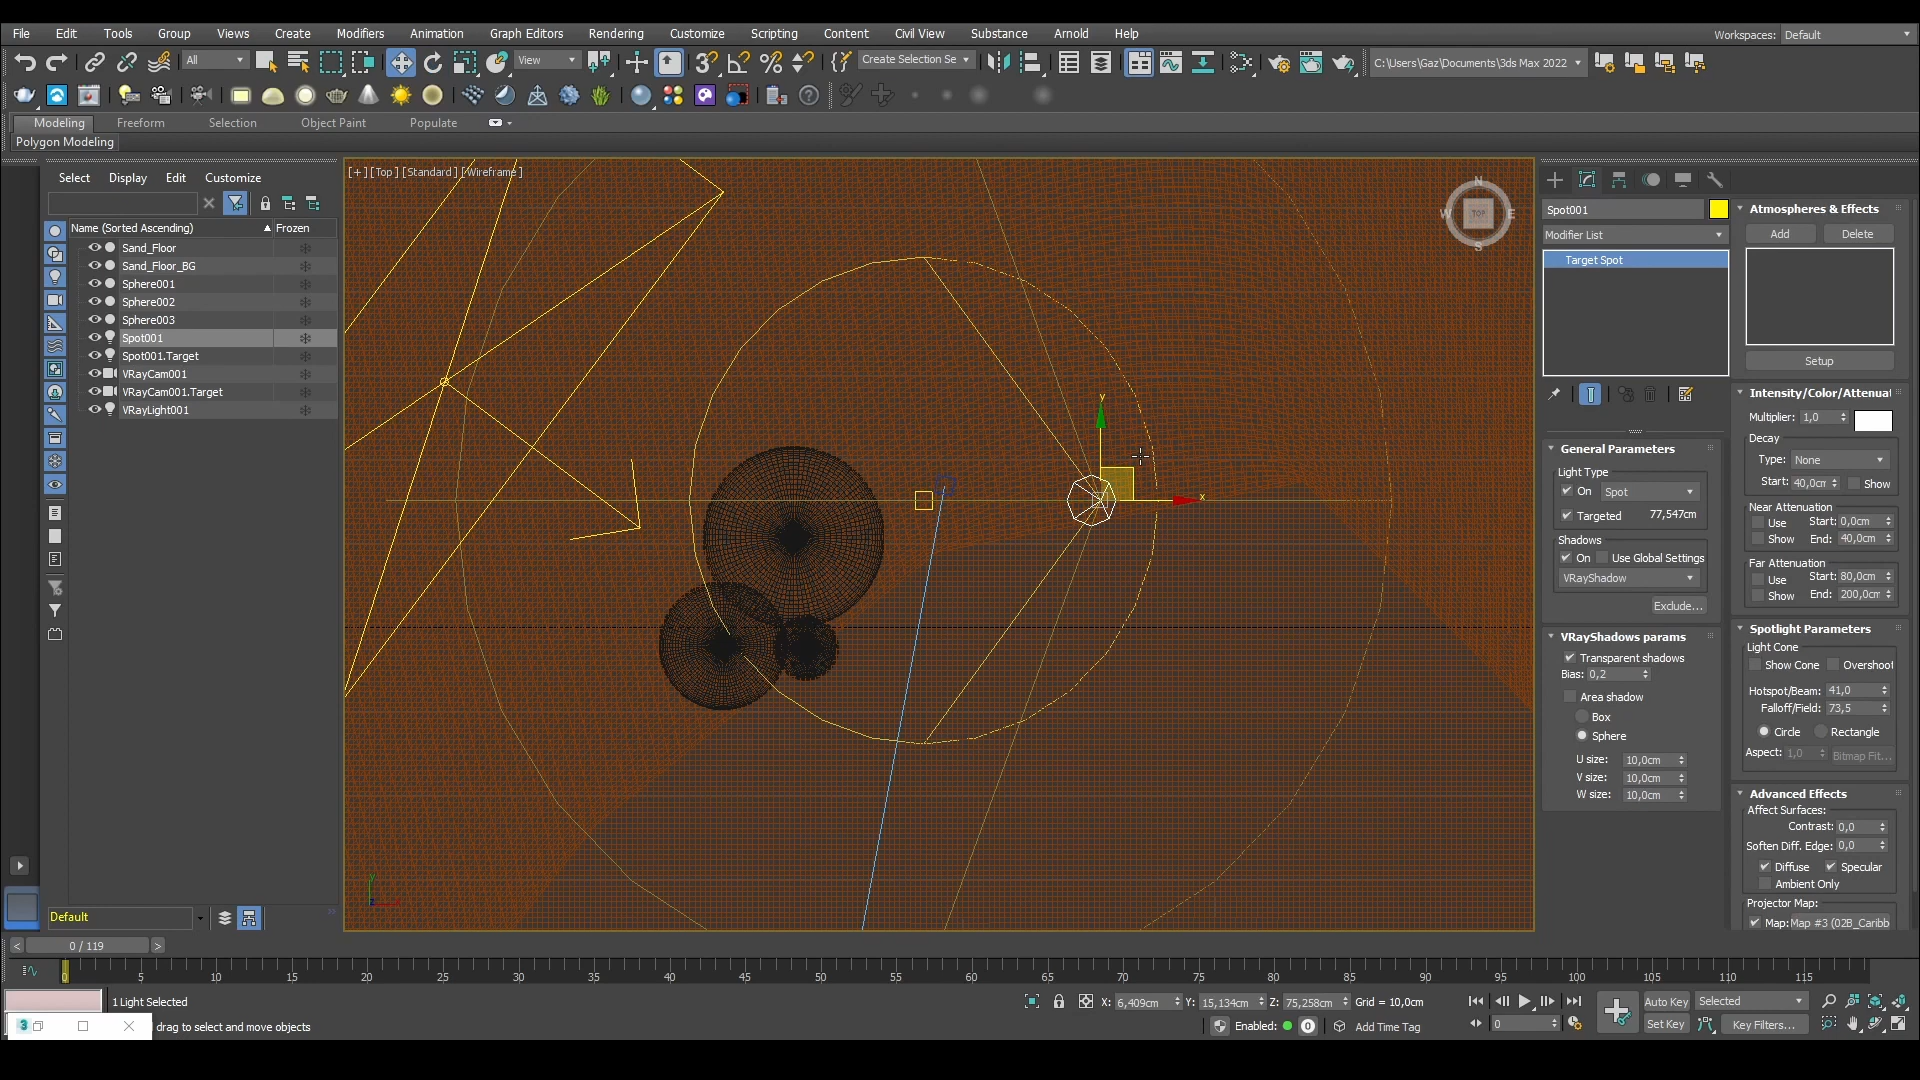 File Edit Tools Group Views Create Modifiers Animation Graph Editors Rendering Customize Scripting Content Civil View Substance Arnold Help
Workspaces: Default
All View Create Selection Se C:\Users\Gaz\Documents\3ds Max 2022
Modeling Freeform Selection Object Paint Populate
Polygon Modeling
Select Display Edit Customize
Name (Sorted Ascending) Frozen
Sand_Floor
Sand_Floor_BG
Sphere001
Sphere002
Sphere003
Spot001
Spot001.Target
VRayCam001
VRayCam001.Target
VRayLight001
Default
[+] [Top] [Standard] [Wireframe]
N
W TOP E
S
y
x
y
Spot001
Modifier List
Target Spot
General Parameters
Light Type
On Spot
Targeted 77,547cm
Shadows
On Use Global Settings
VRayShadow
Exclude...
VRayShadows params
Transparent shadows
Bias: 0,2
Area shadow
Box
Sphere
U size: 10,0cm
V size: 10,0cm
W size: 10,0cm
Atmospheres & Effects
Add Delete
Setup
Intensity/Color/Attenuat
Multiplier: 1,0
Decay
Type: None
Start: 40,0cm Show
Near Attenuation
Use Start: 0,0cm
Show End: 40,0cm
Far Attenuation
Use Start: 80,0cm
Show End: 200,0cm
Spotlight Parameters
Light Cone
Show Cone Overshoot
Hotspot/Beam: 41,0
Falloff/Field: 73,5
Circle Rectangle
Aspect: 1,0 Bitmap Fit...
Advanced Effects
Affect Surfaces:
Contrast: 0,0
Soften Diff. Edge: 0,0
Diffuse Specular
Ambient Only
Projector Map:
Map: Map #3 (02B_Caribb
< 0 / 119 >
0 5 10 15 20 25 30 35 40 45 50 55 60 65 70 75 80 85 90 95 100 105 110 115
1 Light Selected
X: 6,409cm Y: 15,134cm Z: 75,258cm Grid = 10,0cm
Auto Key Selected
3
drag to select and move objects
Enabled: 0 Add Time Tag
0
Set Key Key Filters...